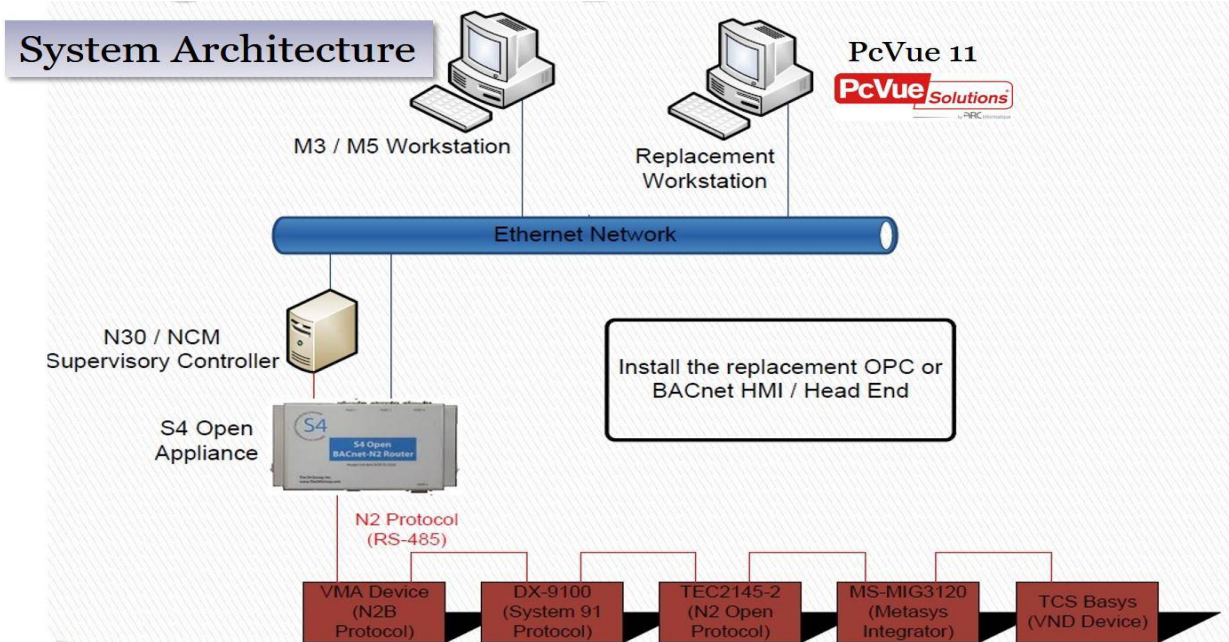 System Architecture
PcVue 11
PcVue Solutions
by ARC Informatique
M3 / M5 Workstation
Replacement
Workstation
Ethernet Network
N30 / NCM
Supervisory Controller
Install the replacement OPC or
BACnet HMI / Head End
S4 Open
Appliance
S4
S4 Open
BACnet-N2 Router
N2 Protocol
(RS-485)
VMA Device
(N2B
Protocol)
DX-9100
(System 91
Protocol)
TEC2145-2
(N2 Open
Protocol)
MS-MIG3120
(Metasys
Integrator)
TCS Basys
(VND Device)